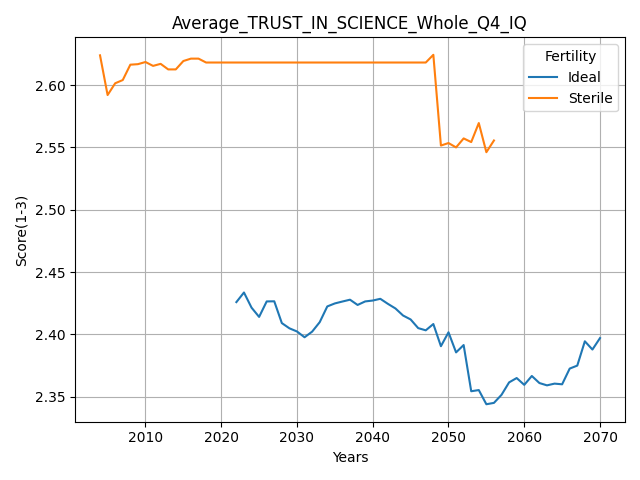 Average_TRUST_IN_SCIENCE_Whole_Q4_IQ
Score(1-3)
2.60
2.55
2.50
2.45
2.40
2.35
Fertility
Ideal
Sterile
2010 2020 2030 2040 2050 2060 2070
Years